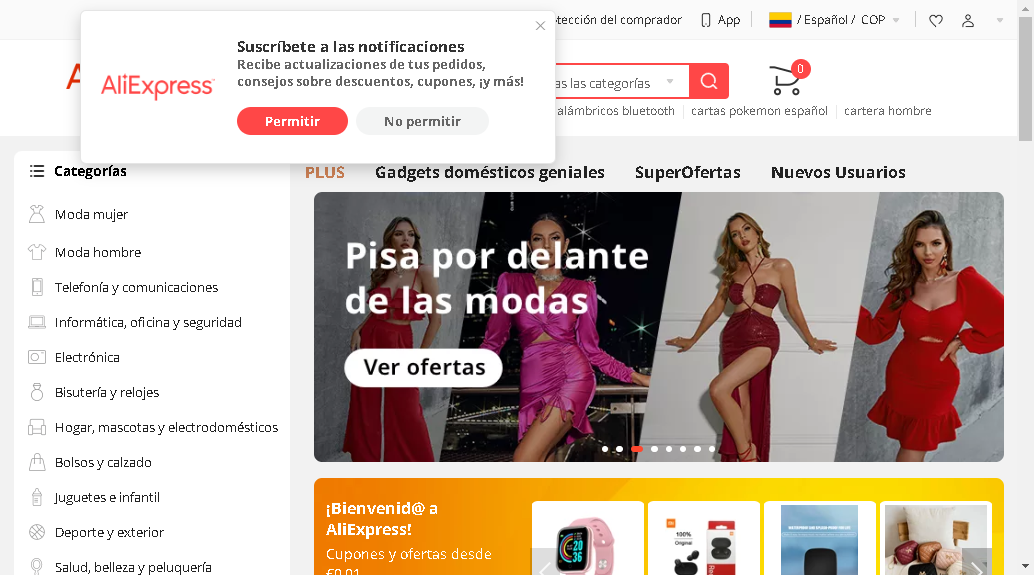 Suscríbete a las notificaciones
Recibe actualizaciones de tus pedidos,
consejos sobre descuentos, cupones, ¡y más!
AliExpress
Permitir
No permitir
del comprador
App
/ Español / COP
las categorías
0
alámbricos bluetooth
cartas pokemon español
cartera hombre
Categorías
PLUS
Gadgets domésticos geniales
SuperOfertas
Nuevos Usuarios
Moda mujer
Moda hombre
Telefonía y comunicaciones
Informática, oficina y seguridad
Electrónica
Bisutería y relojes
Hogar, mascotas y electrodomésticos
Bolsos y calzado
Juguetes e infantil
Deporte y exterior
Salud, belleza y peluquería
Pisa por delante
de las modas
Ver ofertas
¡Bienvenid@ a
AliExpress!
Cupones y ofertas desde
£0.01
08:36
100%
Original